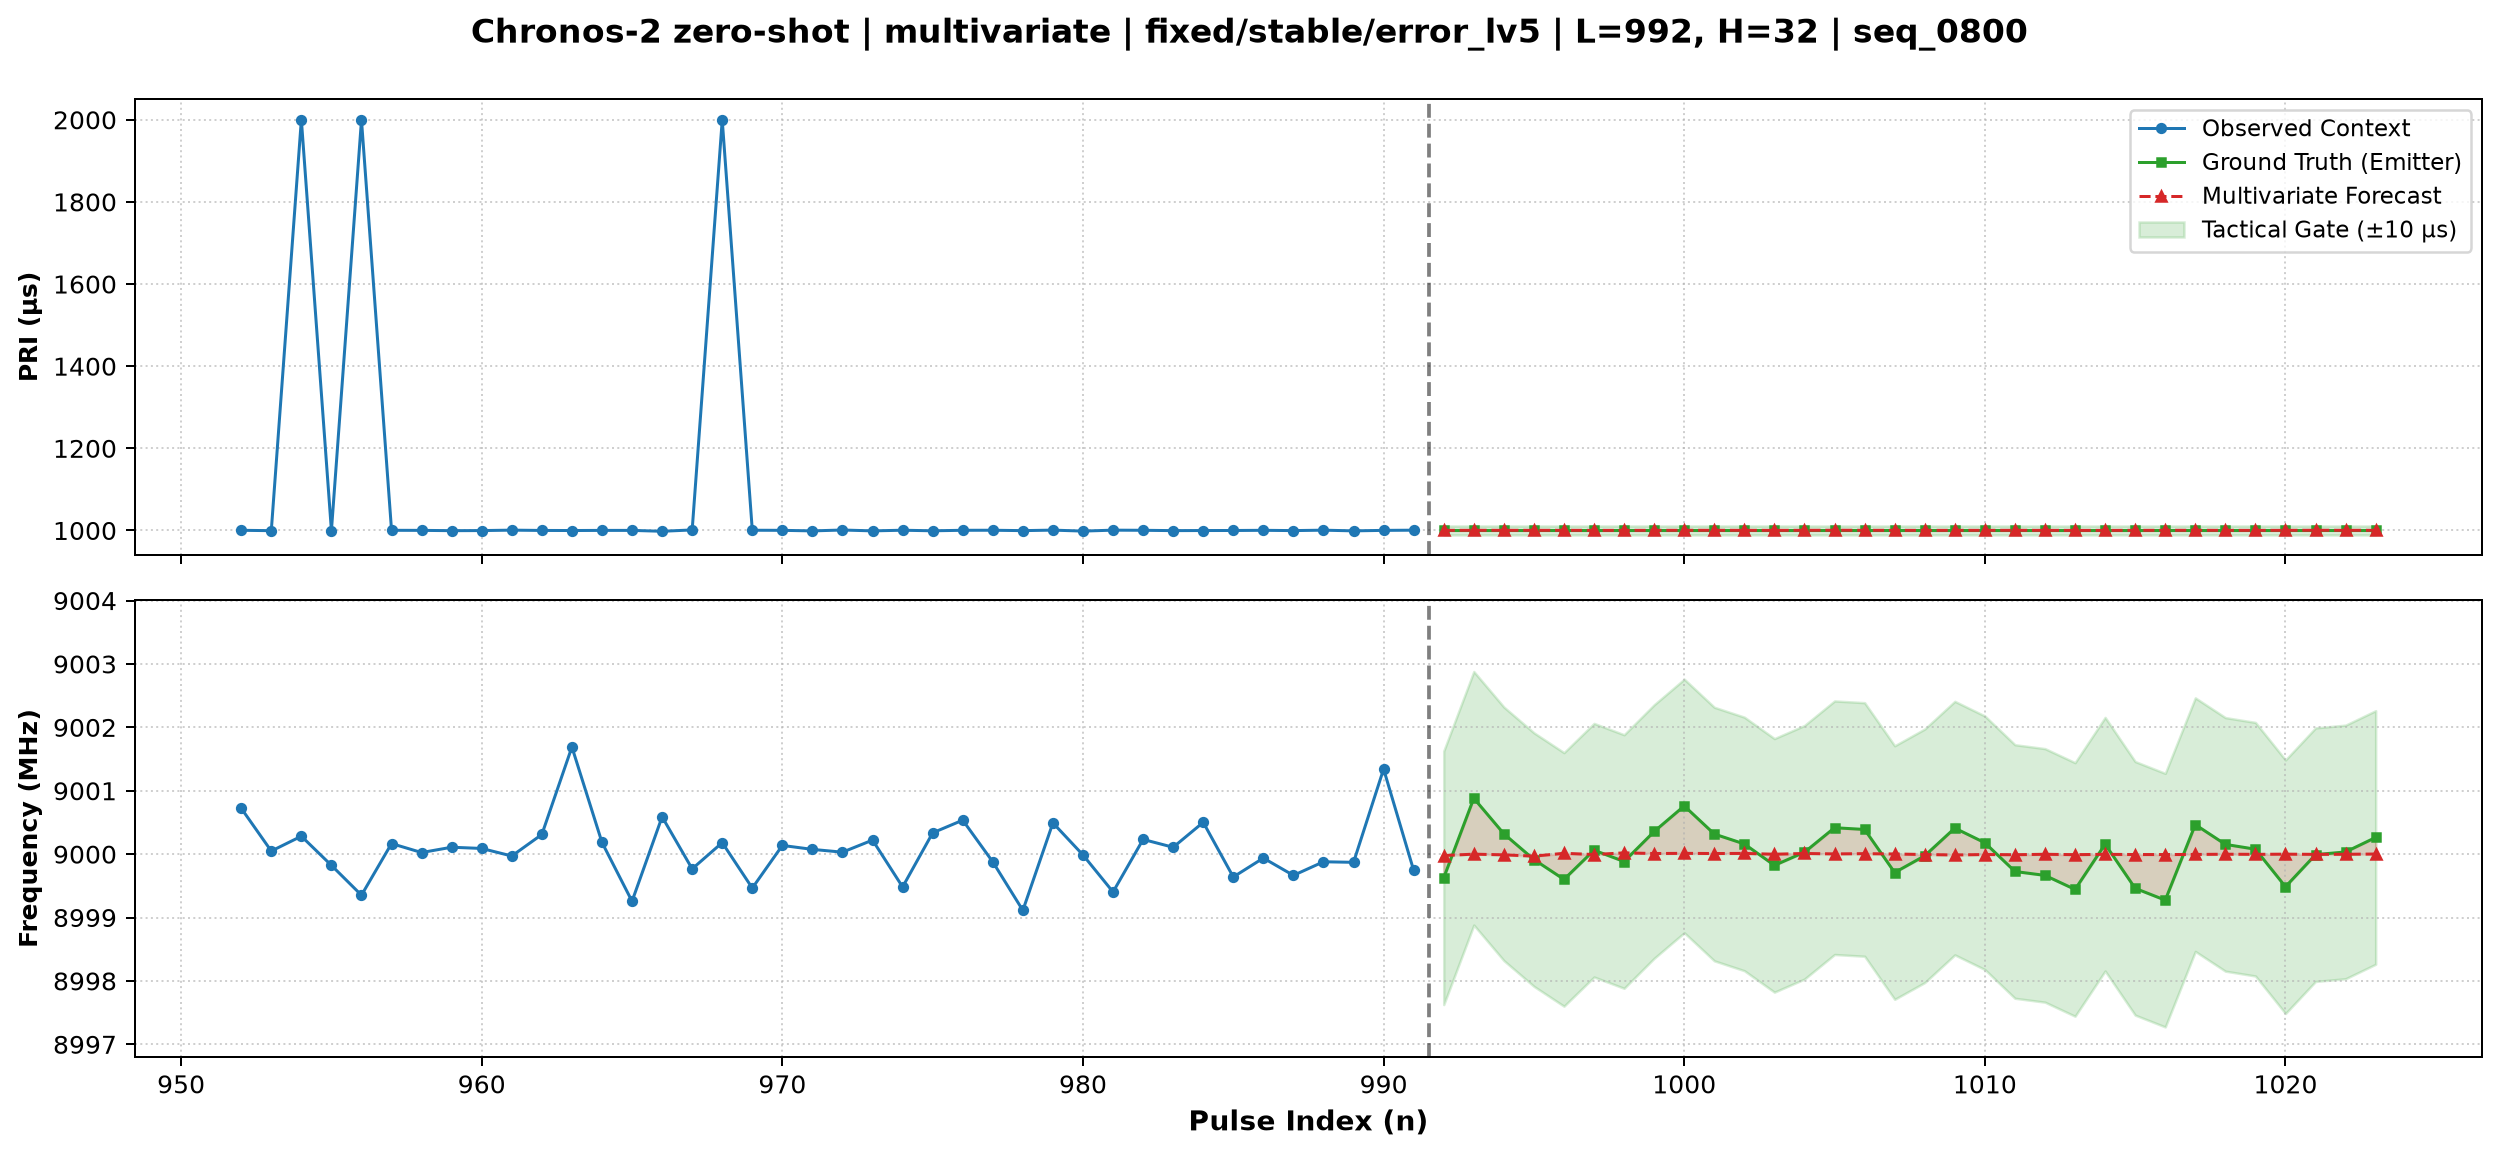 Chronos-2 zero-shot | multivariate | fixed/stable/error_lv5 | L=992, H=32 | seq_0800
PRI (µs)
2000
1800
1600
1400
1200
1000
Observed Context
Ground Truth (Emitter)
Multivariate Forecast
Tactical Gate (±10 µs)
Frequency (MHz)
9004
9003
9002
9001
9000
8999
8998
8997
950 960 970 980 990 1000 1010 1020
Pulse Index (n)